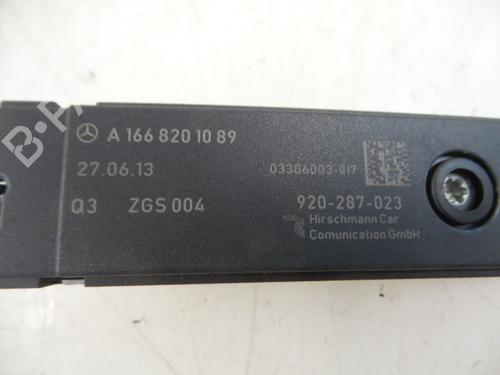 A 166 820 10 89
27.06.13
03386003-017
Q3 ZGS 004
920-287-023
Hirschmann Car
Comunication GmbH
B-PA